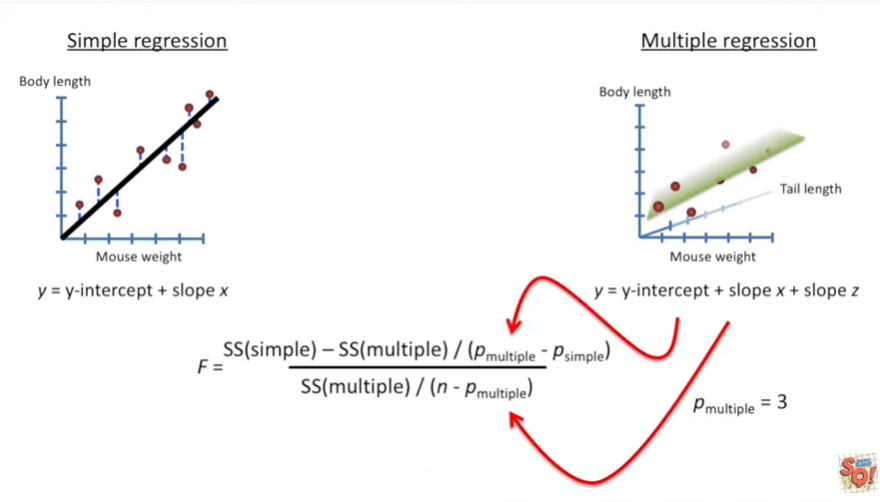 Simple regression
Multiple regression
Body length
Body length
Tail length
Mouse weight
Mouse weight
y = y-intercept + slope x
y = y-intercept + slope x + slope z
F = SS(simple) – SS(multiple) / (pmultiple - psimple)
SS(multiple) / (n - pmultiple)
pmultiple = 3
SQ!